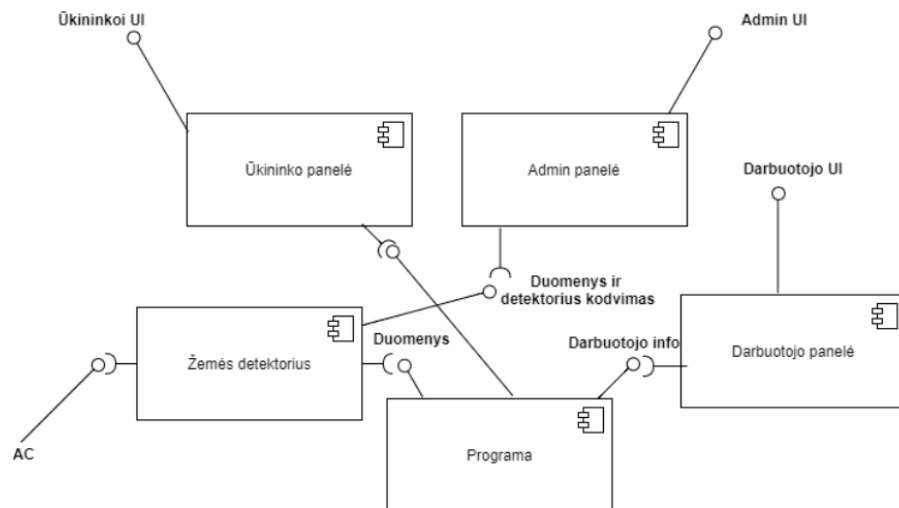 Ūkininkoi UI
Admin UI
Ūkininko panelė
Admin panelė
Darbuotojo UI
Duomenys ir
detektorius kodvimas
Duomenys
Darbuotojo info
Žemės detektorius
Darbuotojo panelė
AC
Programa